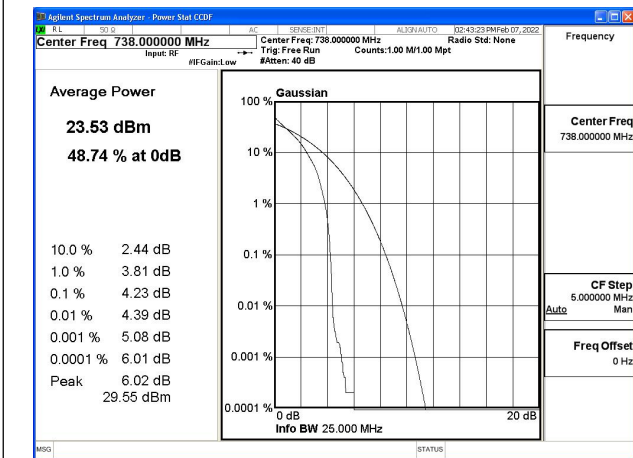 Agilent Spectrum Analyzer - Power Stat CCDF
RL 50 Ω AC SENSE:INT ALIGNAUTO 02:43:23 PMFeb 07, 2022
Center Freq 738.000000 MHz Center Freq: 738.000000 MHz Radio Std: None
Input: RF Trig: Free Run Counts:1.00 M/1.00 Mpt
#IFGain:Low #Atten: 40 dB
Frequency
Average Power
23.53 dBm
48.74 % at 0dB
10.0 % 2.44 dB
1.0 % 3.81 dB
0.1 % 4.23 dB
0.01 % 4.39 dB
0.001 % 5.08 dB
0.0001 % 6.01 dB
Peak 6.02 dB
29.55 dBm
Gaussian
100 %
10 %
1 %
0.1 %
0.01 %
0.001 %
0.0001 %
0 dB 20 dB
Info BW 25.000 MHz
Center Freq
738.000000 MHz
CF Step
5.000000 MHz
Auto Man
Freq Offset
0 Hz
MSG STATUS